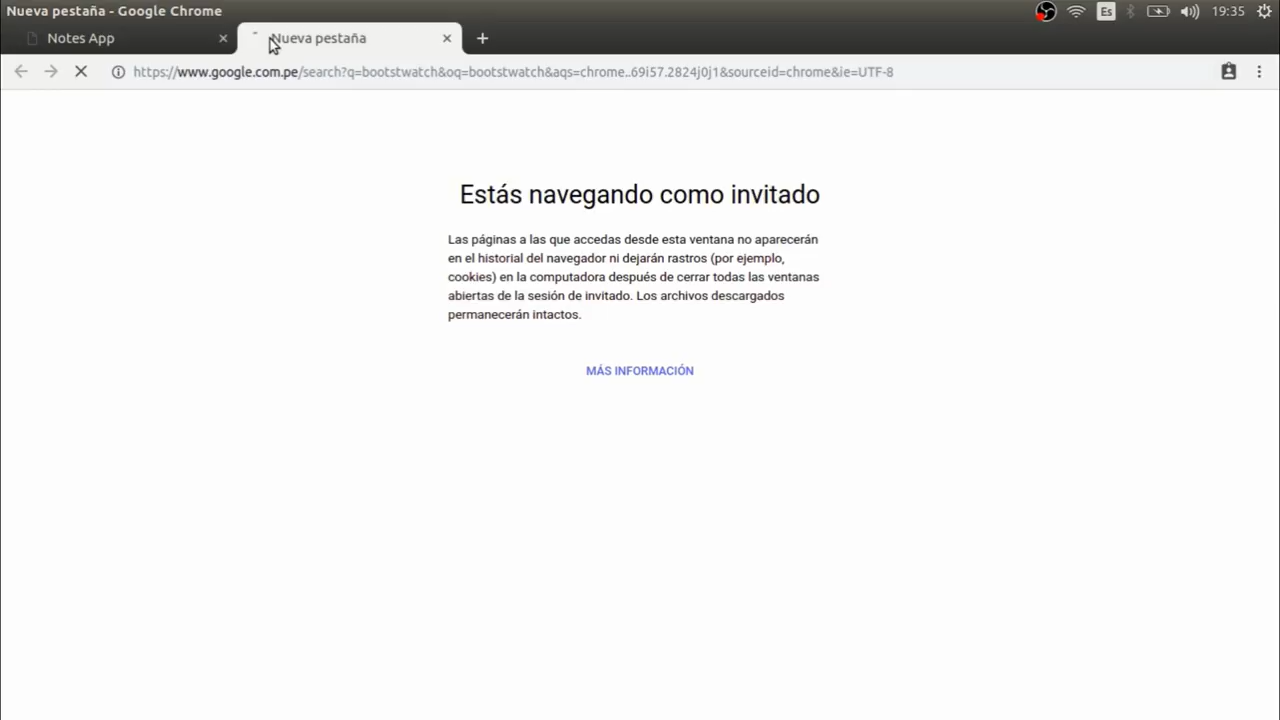 Nueva pestaña - Google Chrome
Es
19:35
Notes App
Nueva pestaña
https://www.google.com.pe/search?q=bootstwatch&oq=bootstwatch&aqs=chrome..69i57.2824j0j1&sourceid=chrome&ie=UTF-8
Estás navegando como invitado
Las páginas a las que accedas desde esta ventana no aparecerán
en el historial del navegador ni dejarán rastros (por ejemplo,
cookies) en la computadora después de cerrar todas las ventanas
abiertas de la sesión de invitado. Los archivos descargados
permanecerán intactos.
MÁS INFORMACIÓN